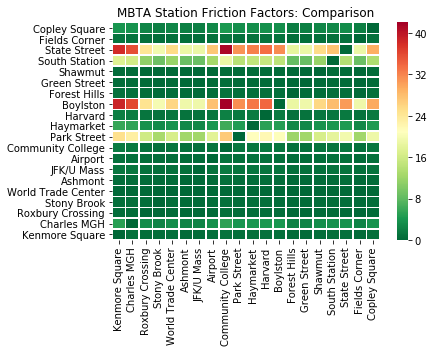 MBTA Station Friction Factors: Comparison
Copley Square
Fields Corner
State Street
South Station
Shawmut
Green Street
Forest Hills
Boylston
Harvard
Haymarket
Park Street
Community College
Airport
JFK/U Mass
Ashmont
World Trade Center
Stony Brook
Roxbury Crossing
Charles MGH
Kenmore Square
Kenmore Square
Charles MGH
Roxbury Crossing
Stony Brook
World Trade Center
Ashmont
JFK/U Mass
Airport
Community College
Park Street
Haymarket
Harvard
Boylston
Forest Hills
Green Street
Shawmut
South Station
State Street
Fields Corner
Copley Square
40
32
24
16
8
0